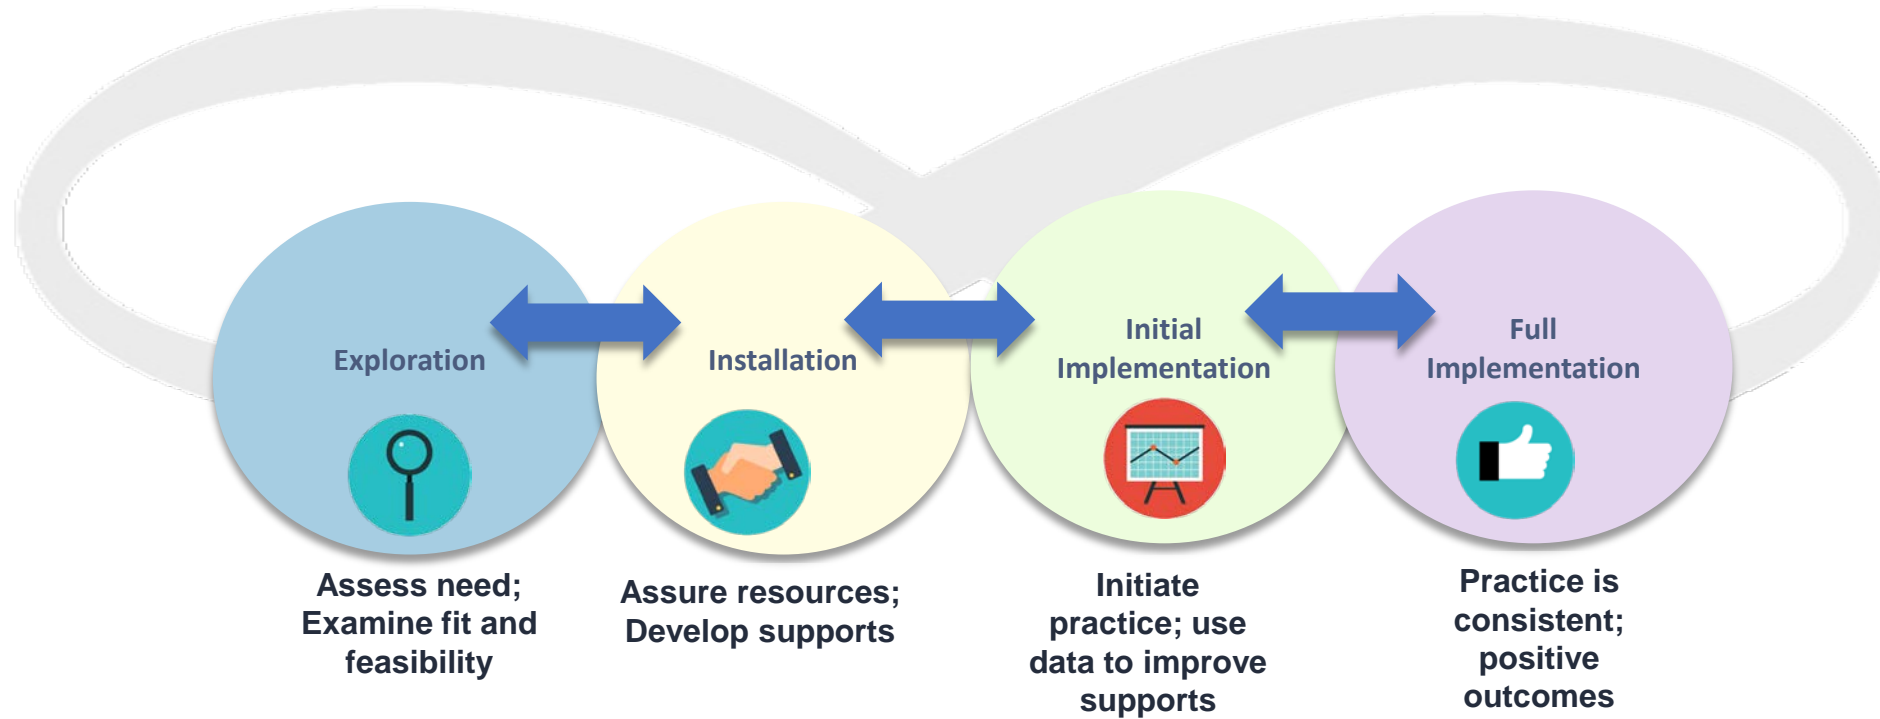 Exploration
Installation
Initial
Implementation
Full
Implementation
Assess need;
Examine fit and
feasibility
Assure resources;
Develop supports
Initiate
practice; use
data to improve
supports
Practice is
consistent;
positive
outcomes